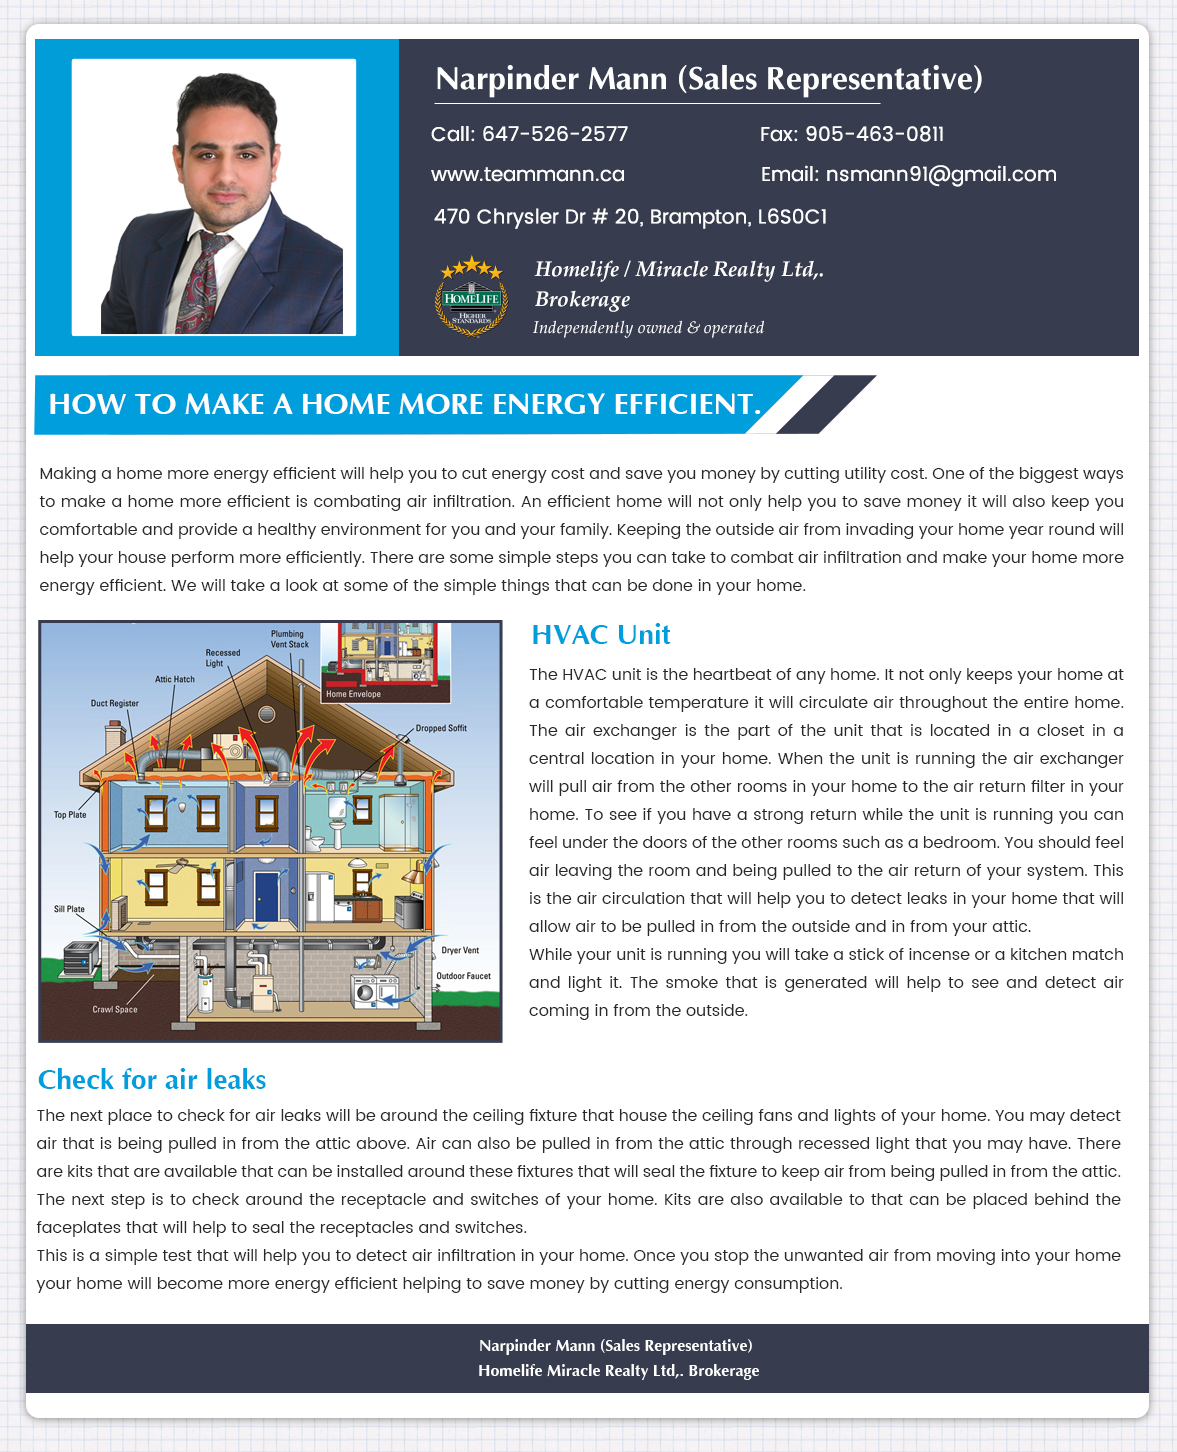 Narpinder Mann (Sales Representative)
Call: 647-526-2577
Fax: 905-463-0811
www.teammann.ca
Email: nsmann91@gmail.com
470 Chrysler Dr # 20, Brampton, L6S0C1
HOMELIFE
HIGHER
STANDARDS
Homelife / Miracle Realty Ltd,.
Brokerage
Independently owned & operated
HOW TO MAKE A HOME MORE ENERGY EFFICIENT.
Making a home more energy efficient will help you to cut energy cost and save you money by cutting utility cost. One of the biggest ways
to make a home more efficient is combating air infiltration. An efficient home will not only help you to save money it will also keep you
comfortable and provide a healthy environment for you and your family. Keeping the outside air from invading your home year round will
help your house perform more efficiently. There are some simple steps you can take to combat air infiltration and make your home more
energy efficient. We will take a look at some of the simple things that can be done in your home.
Plumbing
Vent Stack
Recessed
Light
Attic Hatch
Duct Register
Home Envelope
Dropped Soffit
Top Plate
Sill Plate
Dryer Vent
Outdoor Faucet
Crawl Space
HVAC Unit
The HVAC unit is the heartbeat of any home. It not only keeps your home at
a comfortable temperature it will circulate air throughout the entire home.
The air exchanger is the part of the unit that is located in a closet in a
central location in your home. When the unit is running the air exchanger
will pull air from the other rooms in your home to the air return filter in your
home. To see if you have a strong return while the unit is running you can
feel under the doors of the other rooms such as a bedroom. You should feel
air leaving the room and being pulled to the air return of your system. This
is the air circulation that will help you to detect leaks in your home that will
allow air to be pulled in from the outside and in from your attic.
While your unit is running you will take a stick of incense or a kitchen match
and light it. The smoke that is generated will help to see and detect air
coming in from the outside.
Check for air leaks
The next place to check for air leaks will be around the ceiling fixture that house the ceiling fans and lights of your home. You may detect
air that is being pulled in from the attic above. Air can also be pulled in from the attic through recessed light that you may have. There
are kits that are available that can be installed around these fixtures that will seal the fixture to keep air from being pulled in from the attic.
The next step is to check around the receptacle and switches of your home. Kits are also available to that can be placed behind the
faceplates that will help to seal the receptacles and switches.
This is a simple test that will help you to detect air infiltration in your home. Once you stop the unwanted air from moving into your home
your home will become more energy efficient helping to save money by cutting energy consumption.
Narpinder Mann (Sales Representative)
Homelife Miracle Realty Ltd,. Brokerage